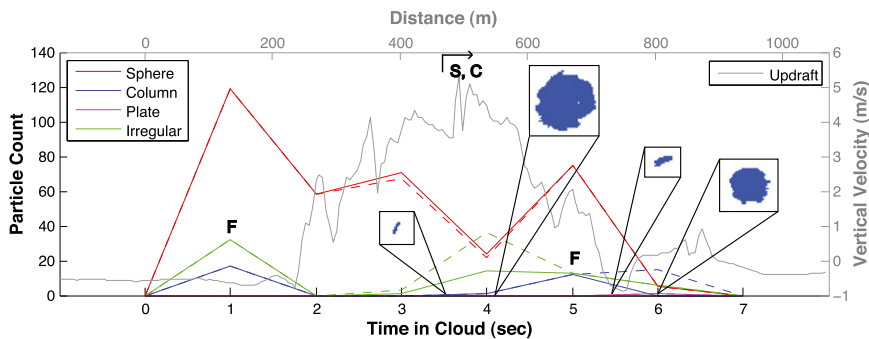 Distance (m)
0 200 400 600 800 1000
140 6
120 5
100 4
80 3
60 2
40 1
20 0
0 -1
Particle Count
Vertical Velocity (m/s)
Sphere
Column
Plate
Irregular
Updraft
S, C
F
F
0 1 2 3 4 5 6 7
Time in Cloud (sec)